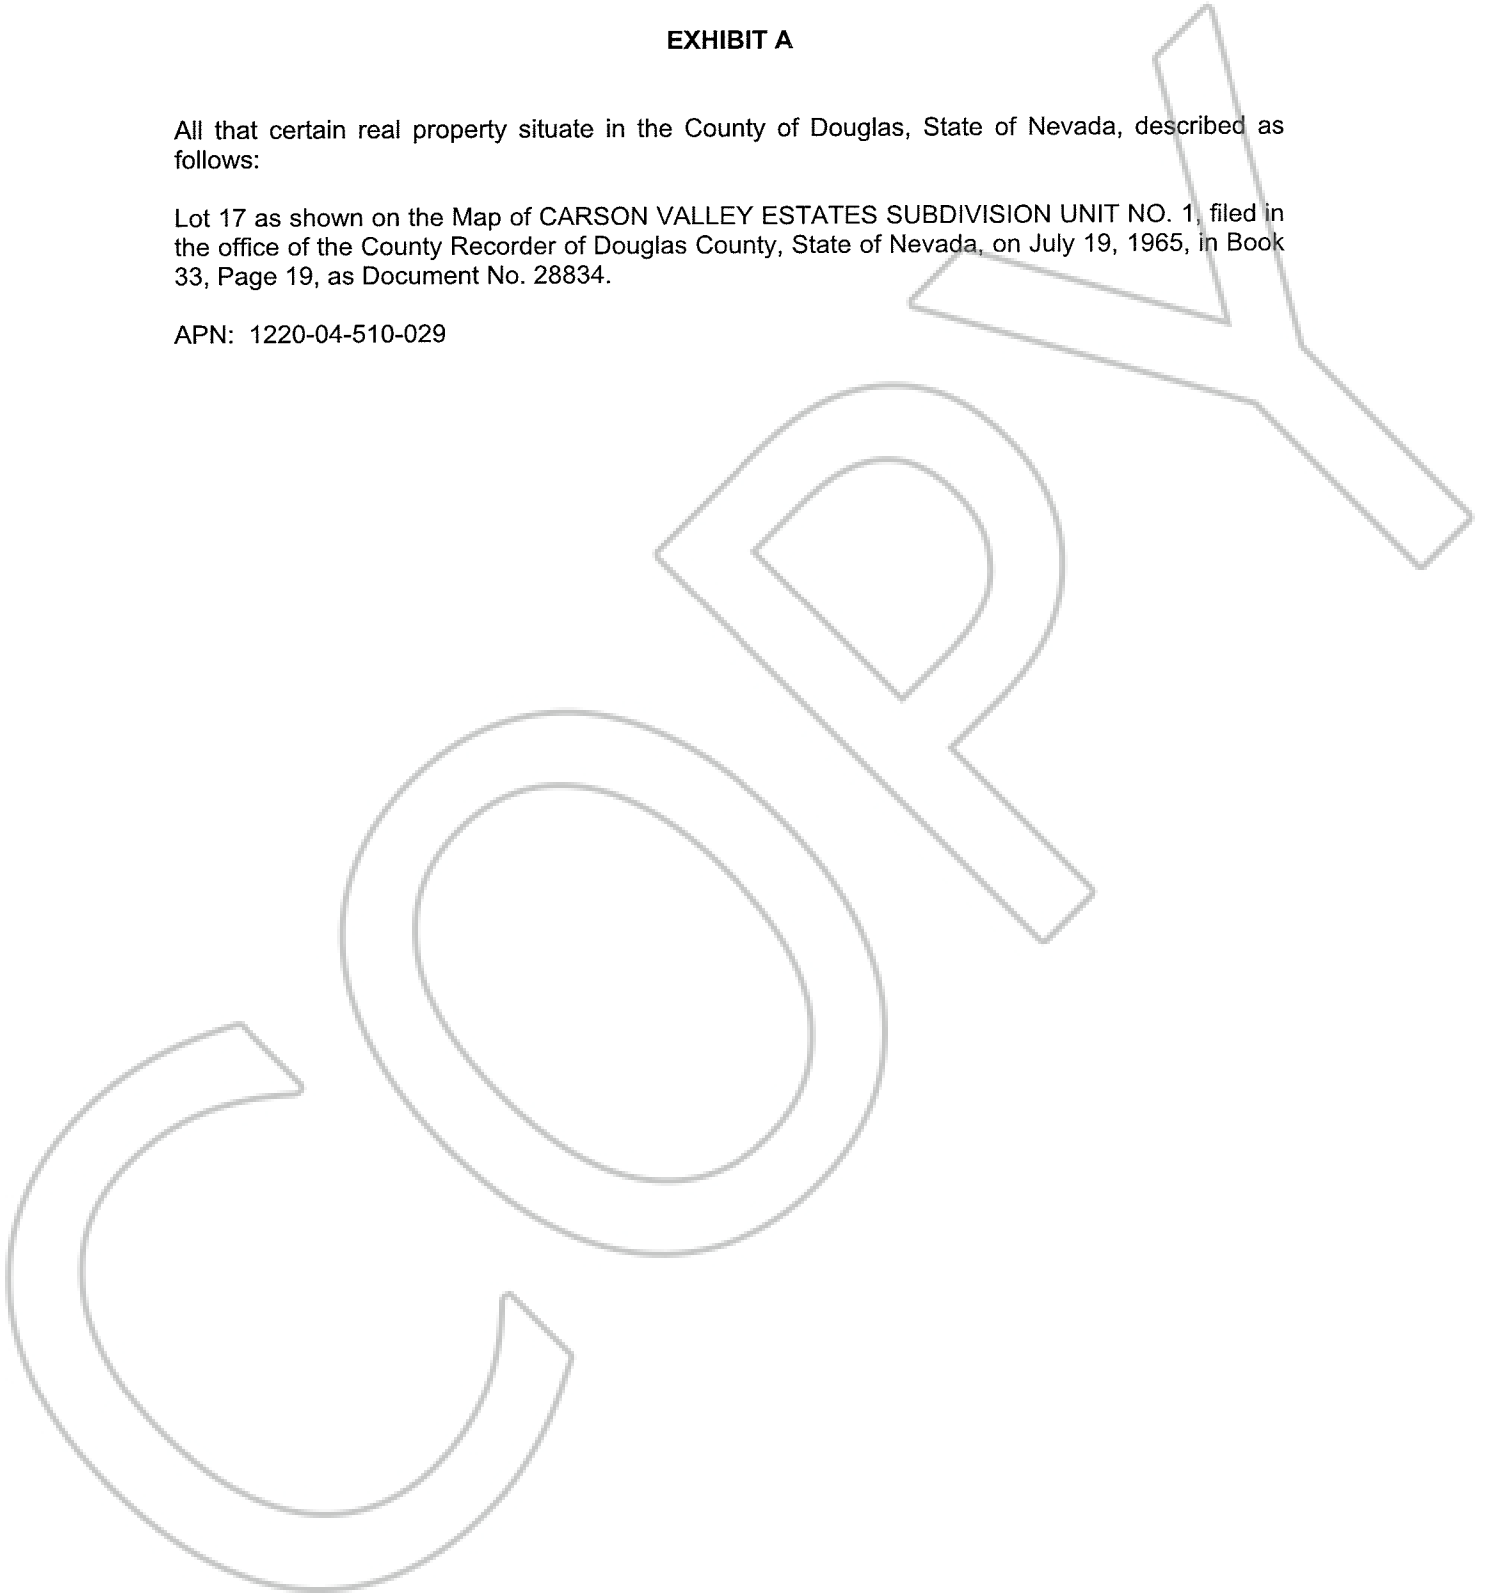 EXHIBIT A
All that certain real property situate in the County of Douglas, State of Nevada, described as
follows:
Lot 17 as shown on the Map of CARSON VALLEY ESTATES SUBDIVISION UNIT NO. 1, filed in
the office of the County Recorder of Douglas County, State of Nevada, on July 19, 1965, in Book
33, Page 19, as Document No. 28834.
APN: 1220-04-510-029
COPY